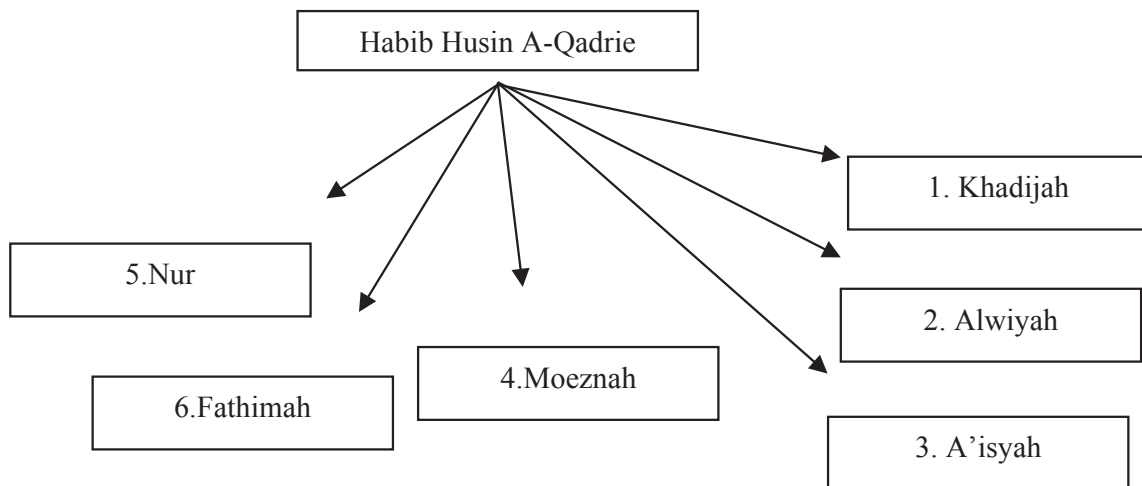 Habib Husin A-Qadrie
1. Khadijah
5.Nur
2. Alwiyah
4.Moeznah
6.Fathimah
3. A’isyah